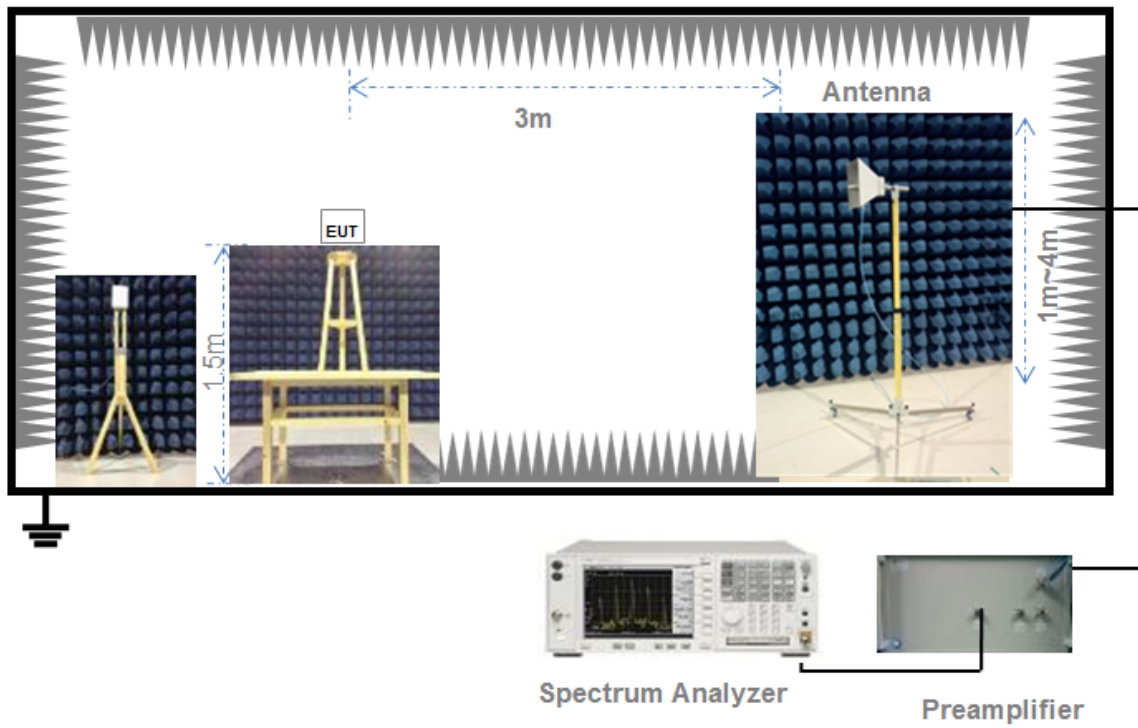 Antenna
3m
EUT
1.5m
1m~4m
Spectrum Analyzer
Preamplifier